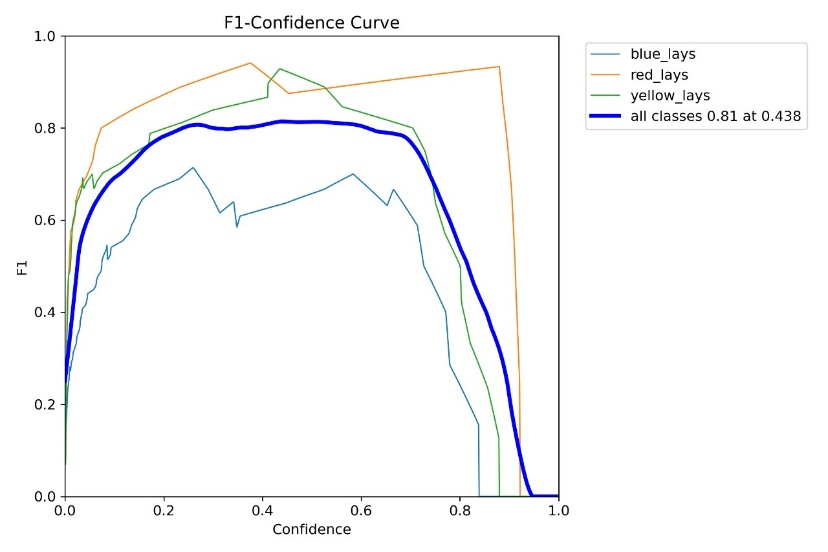 F1-Confidence Curve
1.0
0.8
0.6
0.4
0.2
0.0
F1
0.0 0.2 0.4 0.6 0.8 1.0
Confidence
blue_lays
red_lays
yellow_lays
all classes 0.81 at 0.438